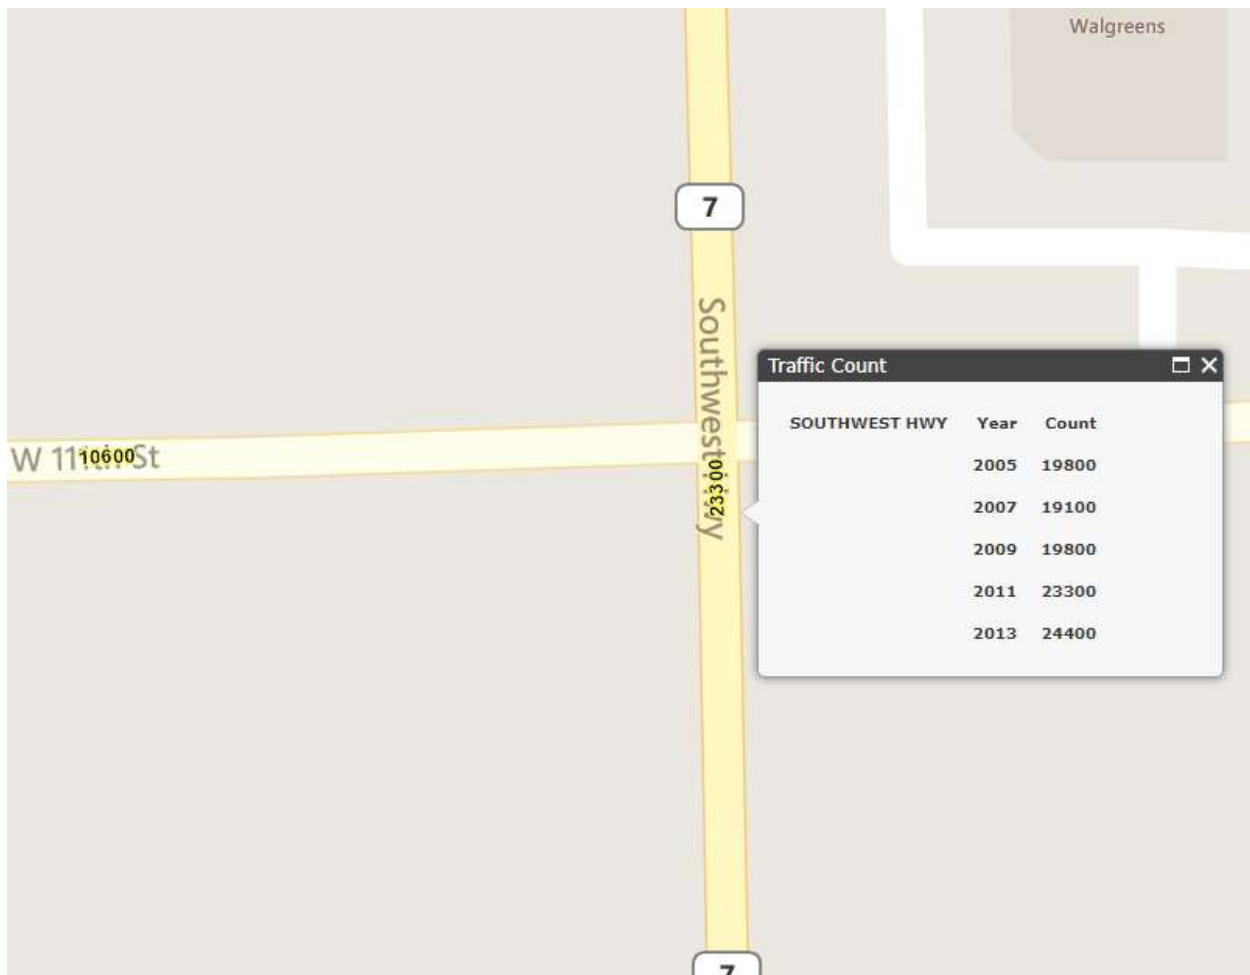 Walgreens
7
Southwest Hwy
23300
W 111th St
10600
Traffic Count
SOUTHWEST HWY Year Count
2005 19800
2007 19100
2009 19800
2011 23300
2013 24400
7